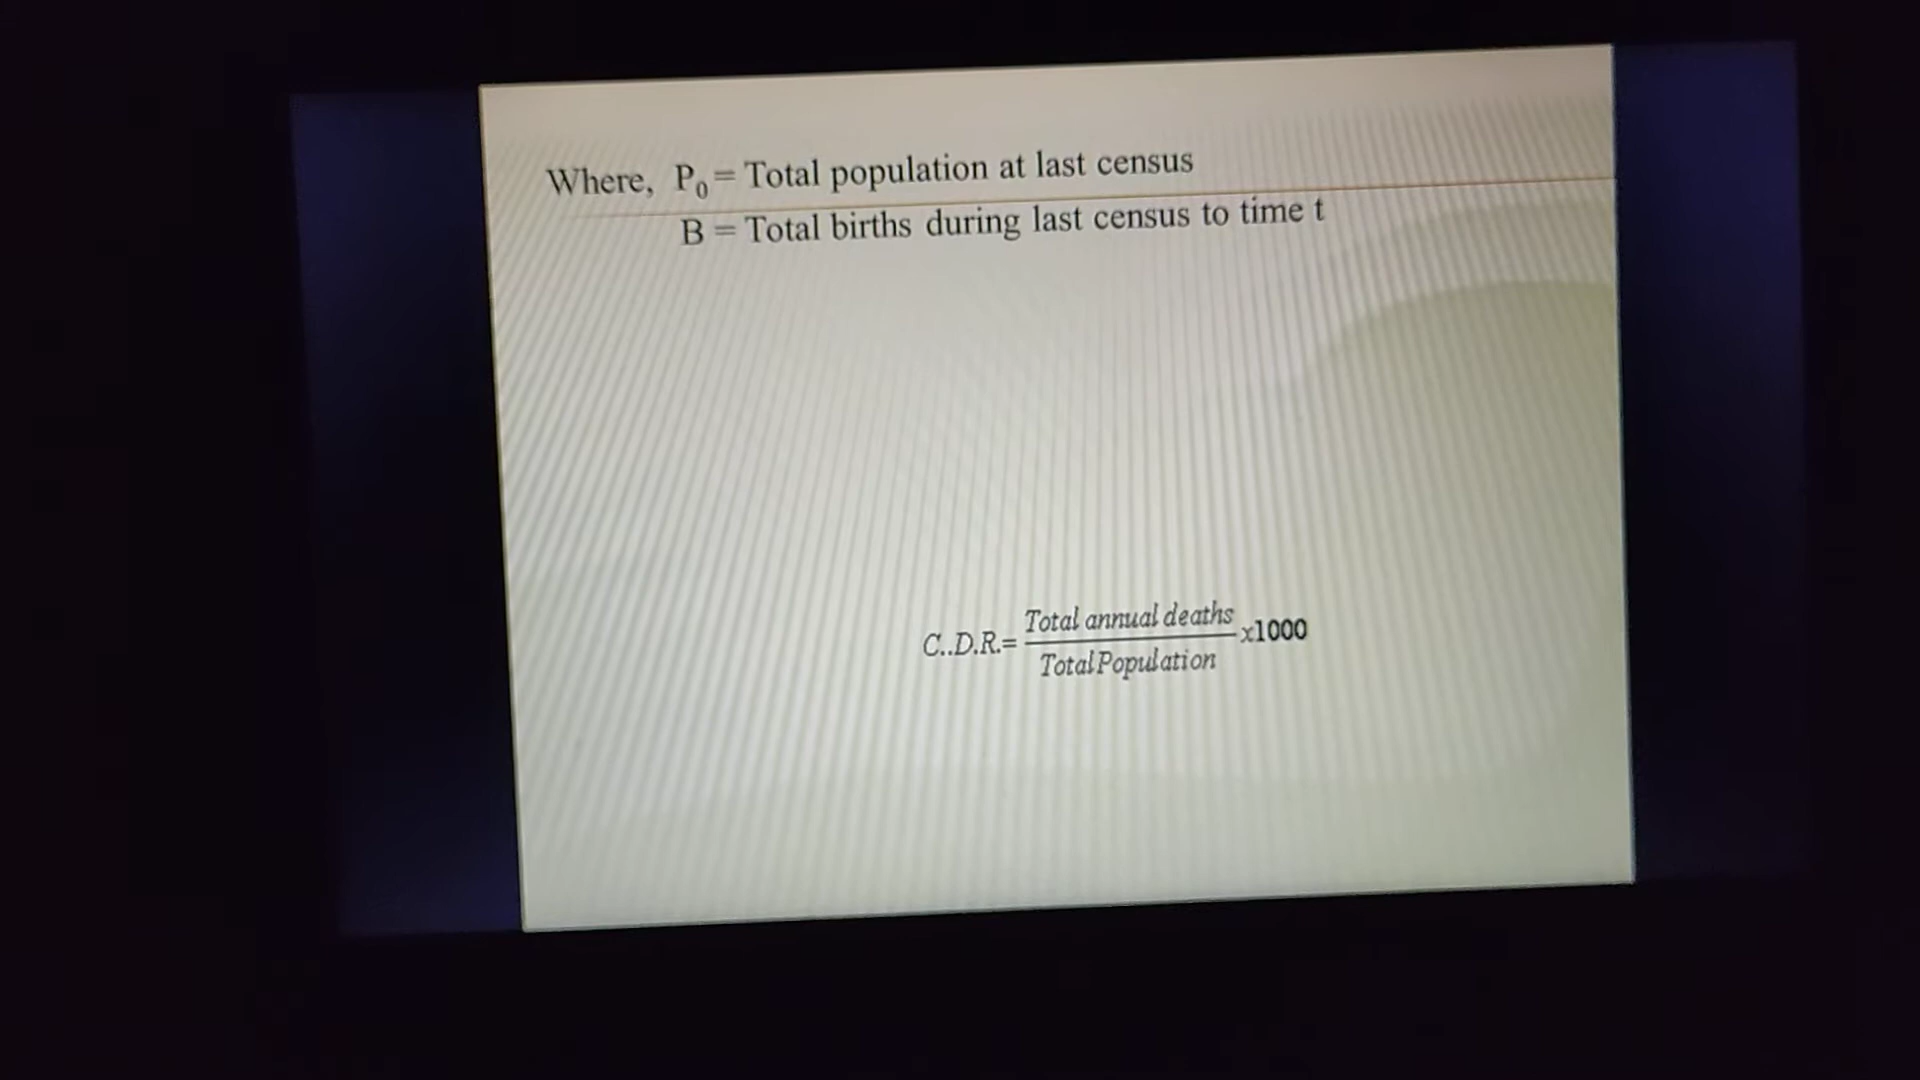 Where, P₀ = Total population at last census
B = Total births during last census to time t
C..D.R.= Total annual deaths / Total Population x1000